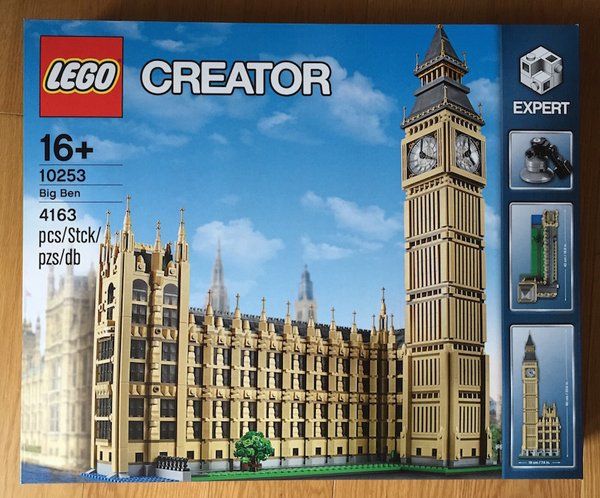 LEGO CREATOR
EXPERT
16+
10253
Big Ben
4163
pcs/Stck/
pzs/db